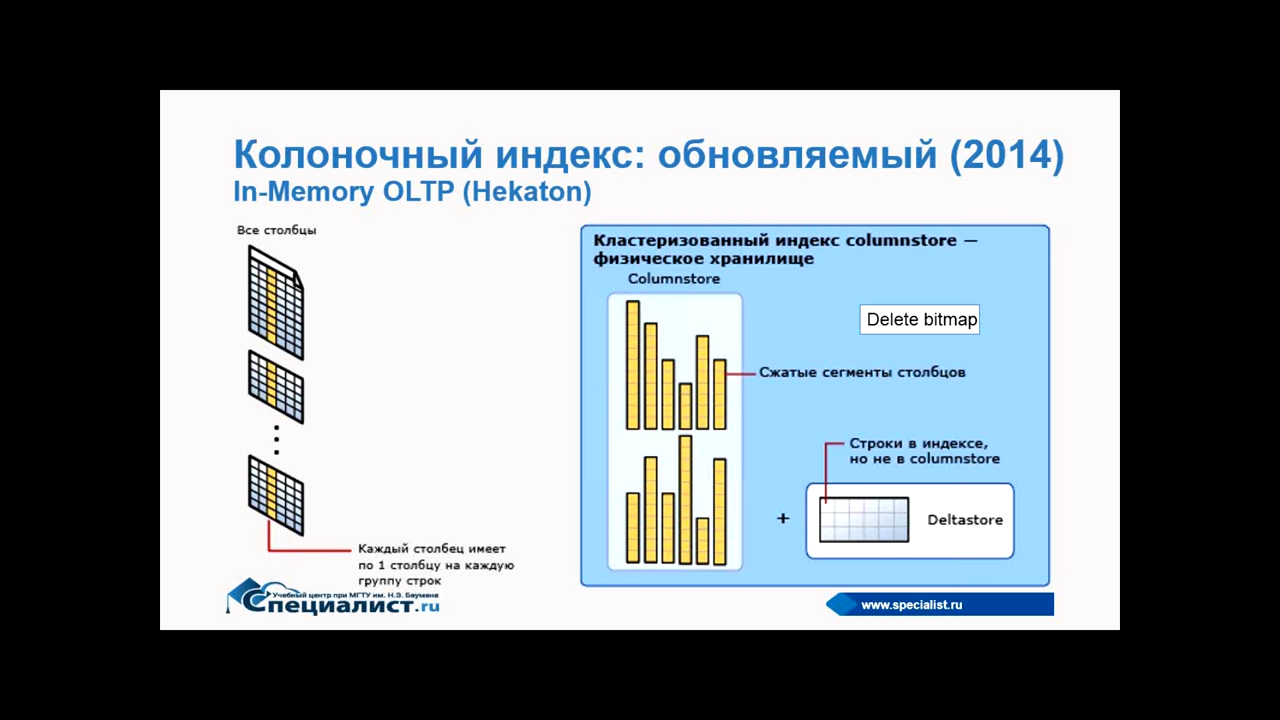 Колоночный индекс: обновляемый (2014)
In-Memory OLTP (Hekaton)
Все столбцы
Каждый столбец имеет
по 1 столбцу на каждую
группу строк
Кластеризованный индекс columnstore —
физическое хранилище
Columnstore
Delete bitmap
Сжатые сегменты столбцов
Строки в индексе,
но не в columnstore
+
Deltastore
Учебный центр при МГТУ им. Н.Э. Баумана
Специалист.ru
www.specialist.ru